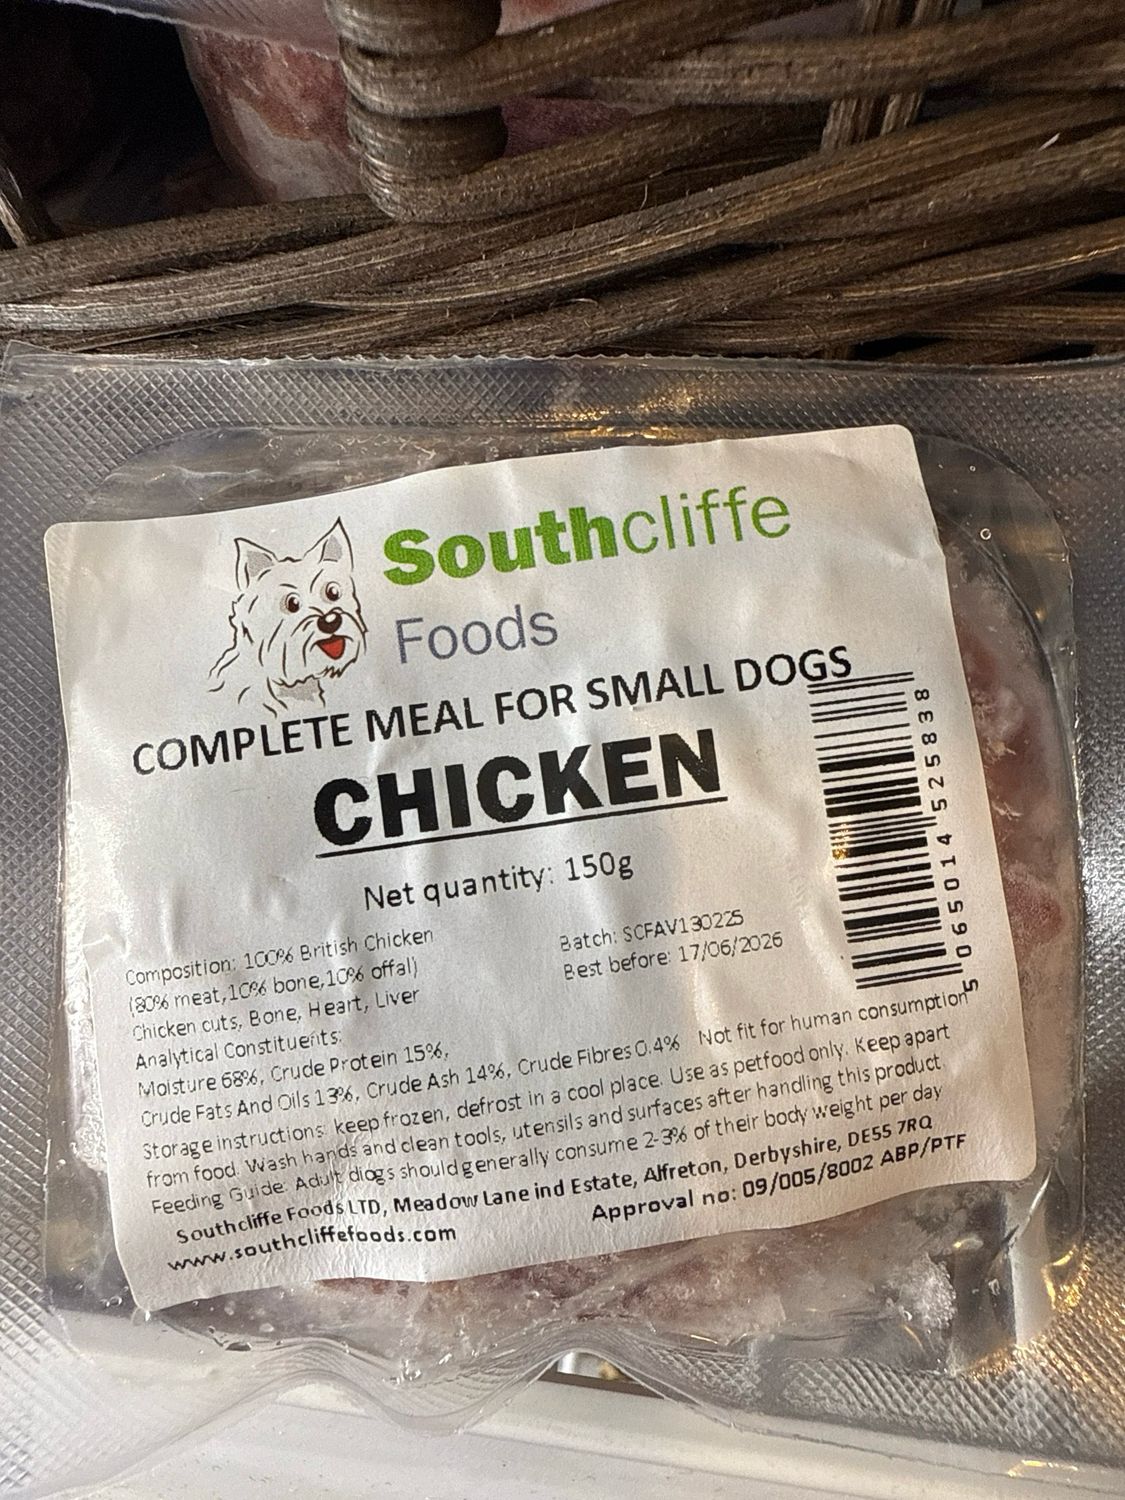 Southcliffe
Foods
COMPLETE MEAL FOR SMALL DOGS
CHICKEN
Net quantity: 150g
Composition: 100% British Chicken
(80% meat,10% bone,10% offal)
Chicken cuts, Bone, Heart, Liver
Analytical Constituents:
Moisture 68%, Crude Protein 15%,
Crude Fats And Oils 13%, Crude Ash 14%, Crude Fibres 0.4%
Batch: SCFAV130225
Best before: 17/06/2026
Not fit for human consumption
Storage instructions: keep frozen, defrost in a cool place. Use as petfood only. Keep apart
from food. Wash hands and clean tools, utensils and surfaces after handling this product.
Feeding Guide: Adult dogs should generally consume 2-3% of their body weight per day
Southcliffe Foods LTD, Meadow Lane ind Estate, Alfreton, Derbyshire, DE55 7RQ
www.southcliffefoods.com
Approval no: 09/005/8002 ABP/PTF
5 065014 525838